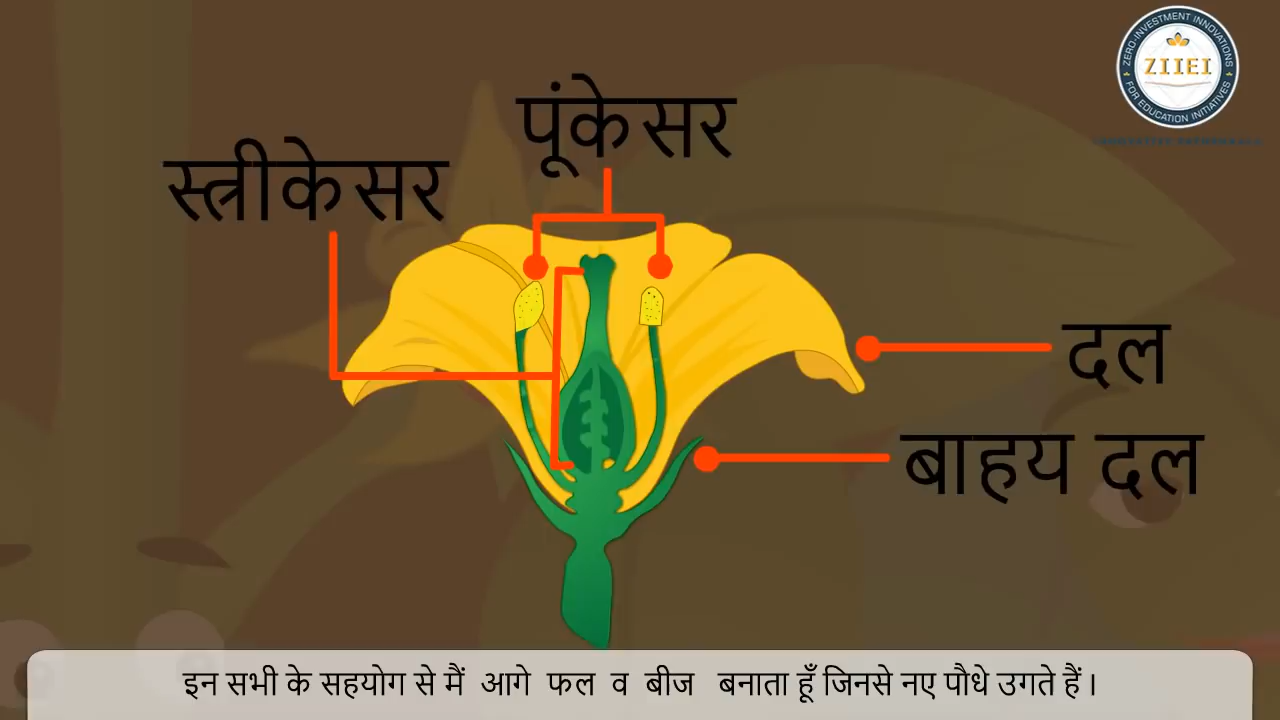 ZERO-INVESTMENT INNOVATIONS
ZIIEI
FOR EDUCATION INITIATIVES
पूंकेसर
स्त्रीकेसर
दल
बाहय दल
इन सभी के सहयोग से मैं आगे फल व बीज बनाता हूँ जिनसे नए पौधे उगते हैं।